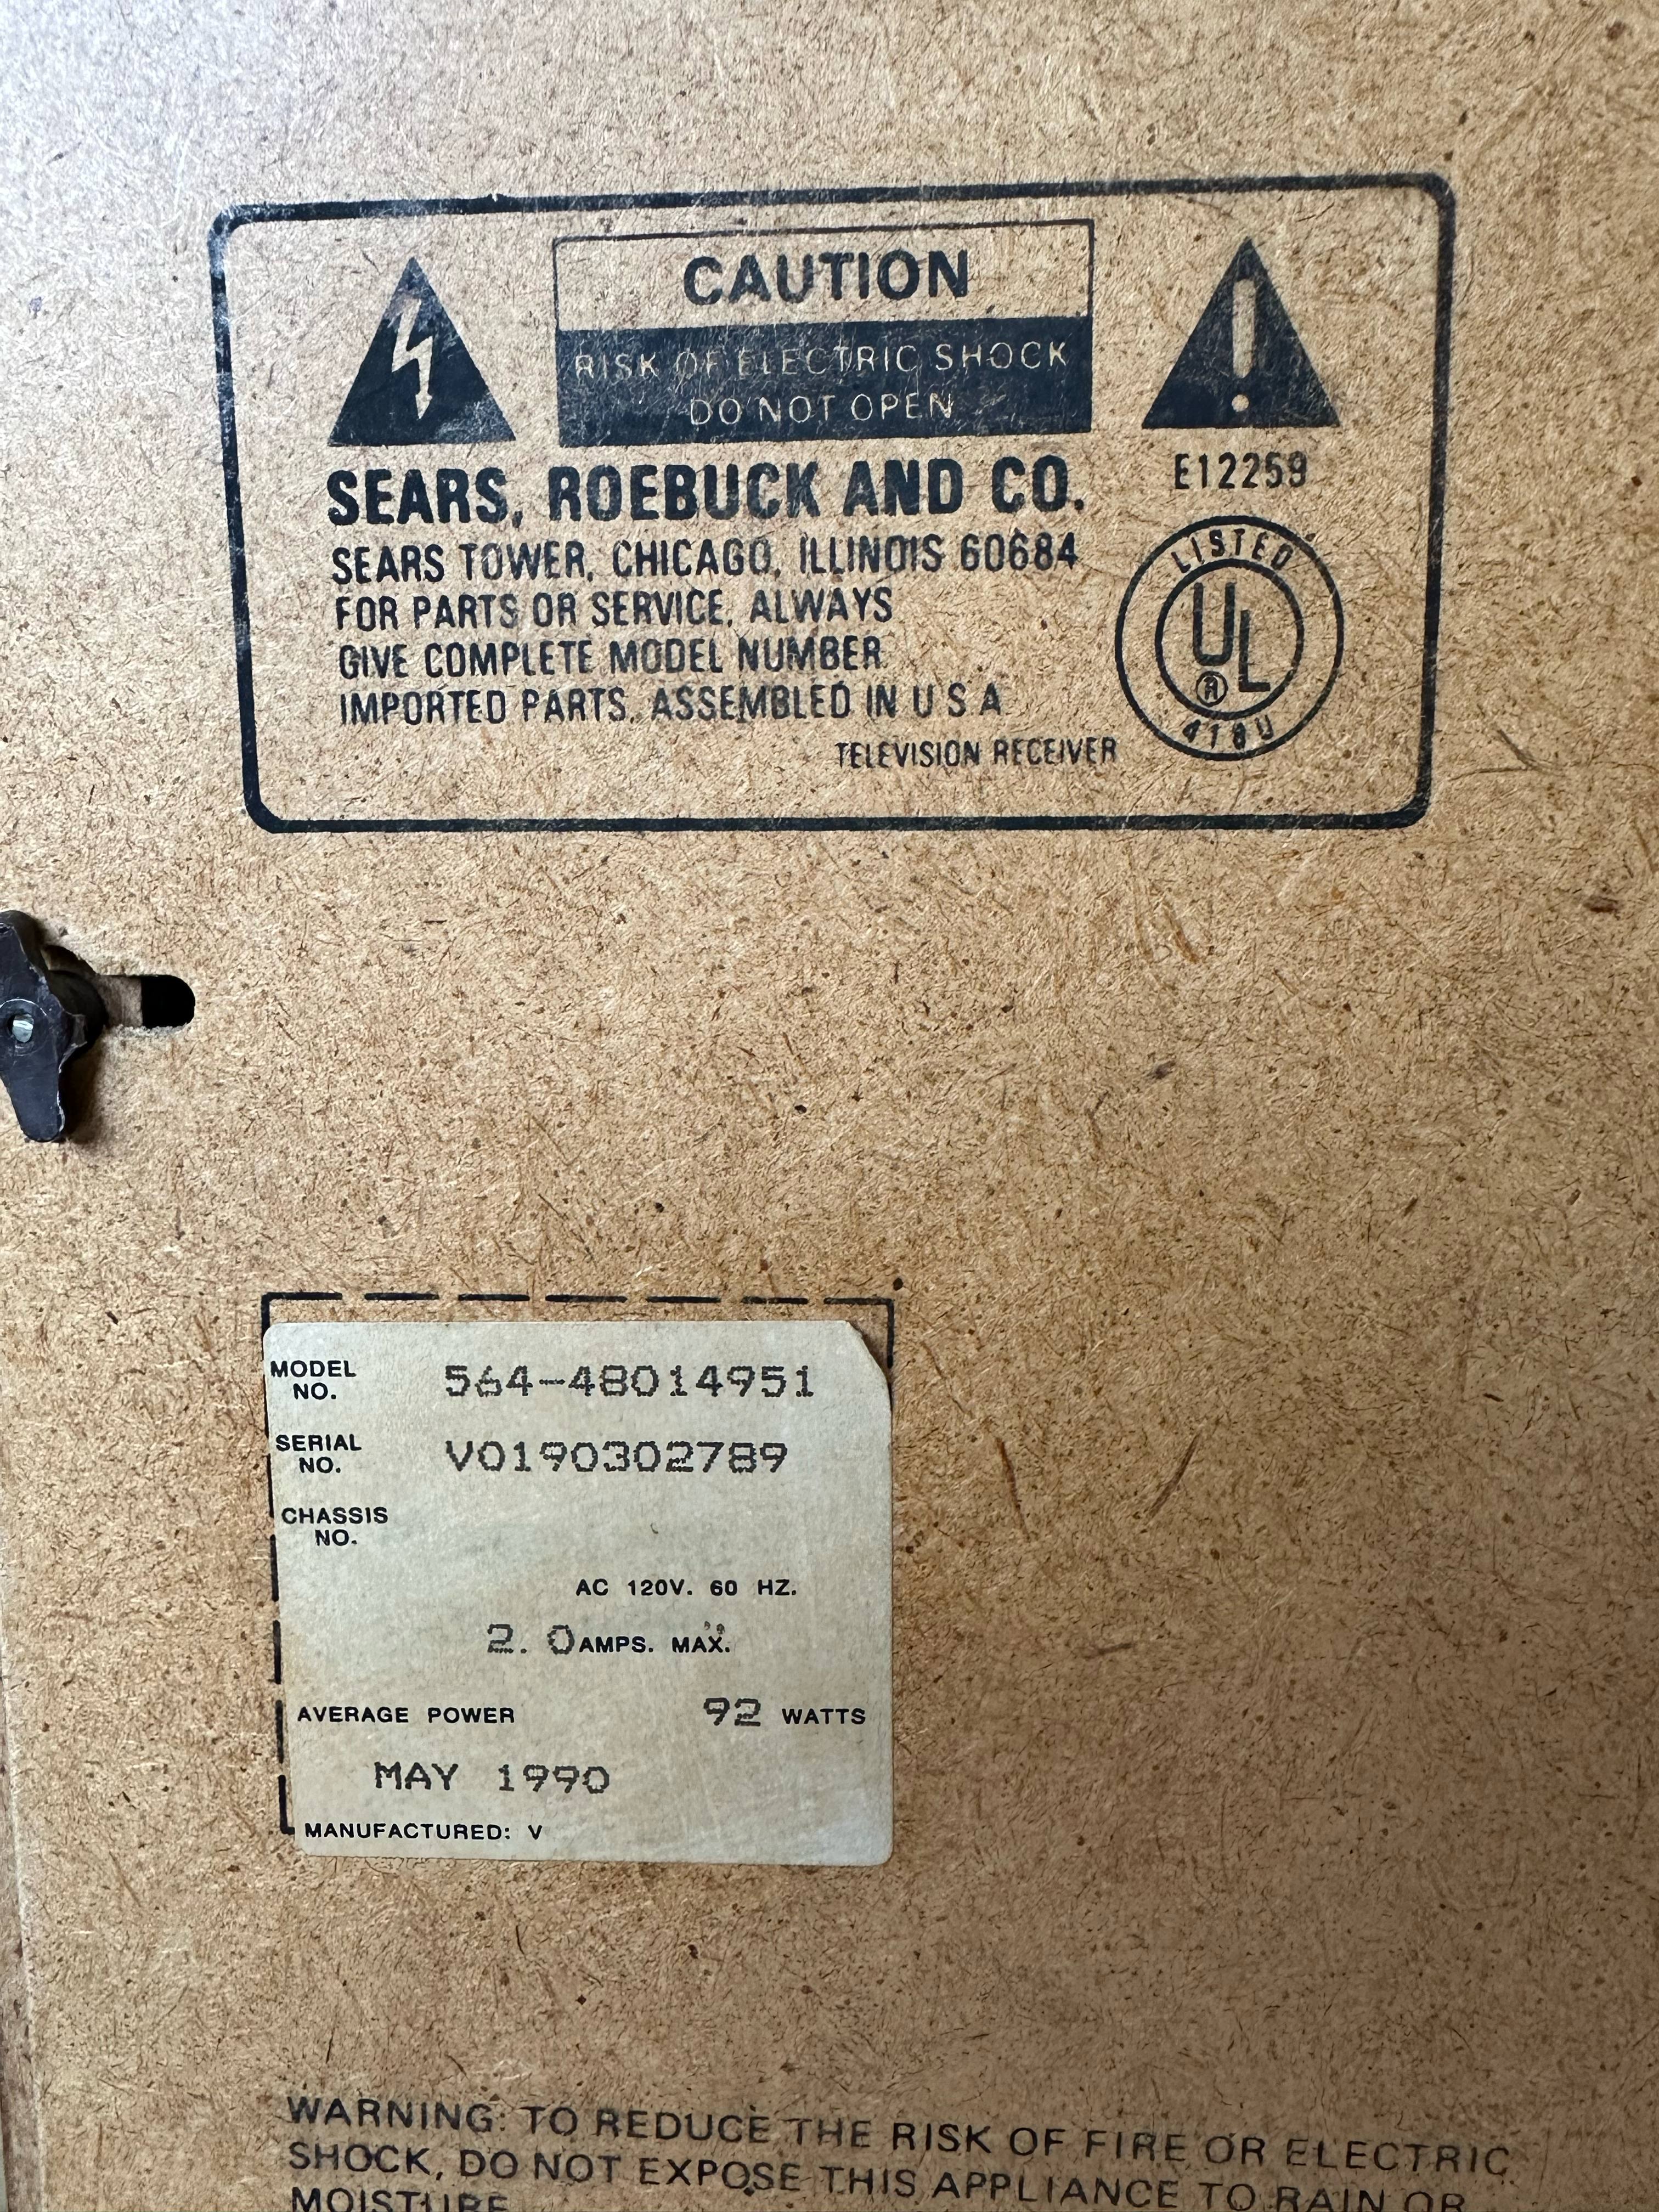 CAUTION
RISK OF ELECTRIC SHOCK
DO NOT OPEN
SEARS, ROEBUCK AND CO.
E12259
SEARS TOWER, CHICAGO, ILLINOIS 60684
FOR PARTS OR SERVICE, ALWAYS
GIVE COMPLETE MODEL NUMBER
IMPORTED PARTS, ASSEMBLED IN U S A
TELEVISION RECEIVER
LISTED
UL
®
418U
MODEL NO. 564-48014951
SERIAL NO. V0190302789
CHASSIS NO.
AC 120V. 60 HZ.
2.0 AMPS. MAX.
AVERAGE POWER 92 WATTS
MAY 1990
MANUFACTURED: V
WARNING: TO REDUCE THE RISK OF FIRE OR ELECTRIC
SHOCK, DO NOT EXPOSE THIS APPLIANCE TO RAIN OR
MOISTURE